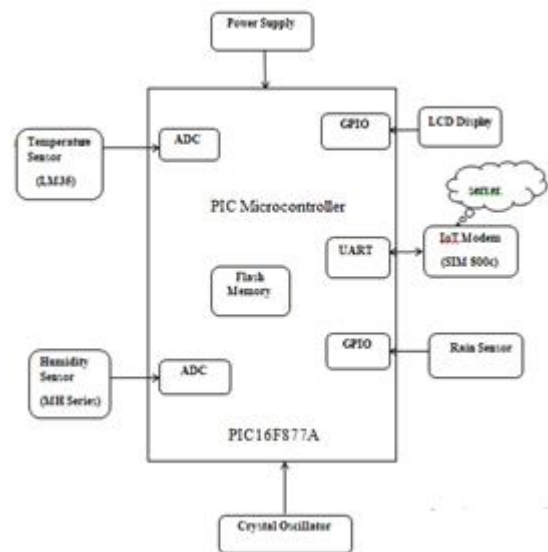 Power Supply
ADC
GPIO
LCD Display
Temperature
Sensor
(LM36)
server
PIC Microcontroller
UART
IoT Modem
(SIM 800c)
Flash
Memory
GPIO
Rain Sensor
Humidity
Sensor
(MH Series)
ADC
PIC16F877A
Crystal Oscillator